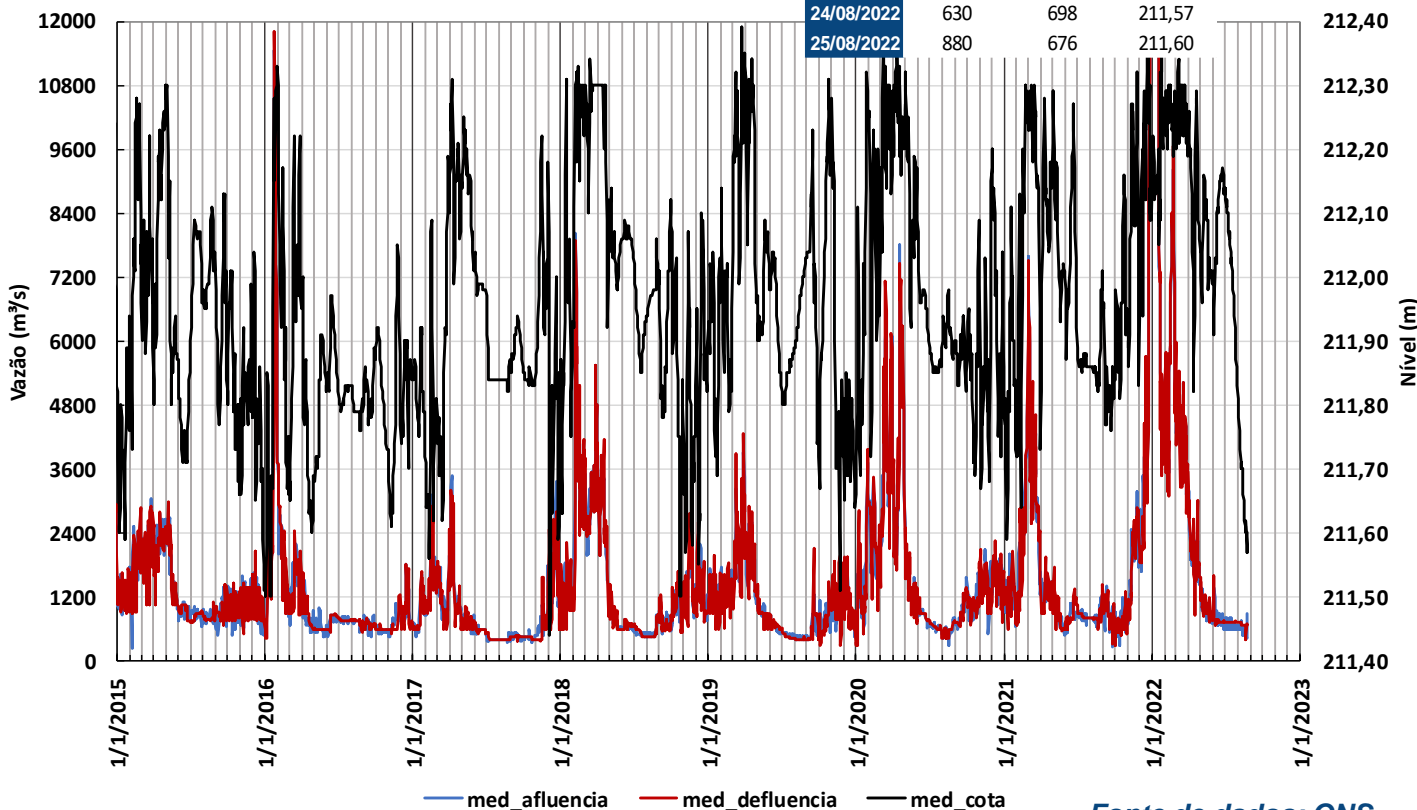 24/08/2022 630 698 211,57
25/08/2022 880 676 211,60
12000 212,40
10800 212,30
9600 212,20
8400 212,10
7200 212,00
6000 211,90
4800 211,80
3600 211,70
2400 211,60
1200 211,50
0 211,40
Vazão (m³/s)
Nível (m)
1/1/2015 1/1/2016 1/1/2017 1/1/2018 1/1/2019 1/1/2020 1/1/2021 1/1/2022 1/1/2023
med_afluencia med_defluencia med_cota
Fonte de dados: ONS